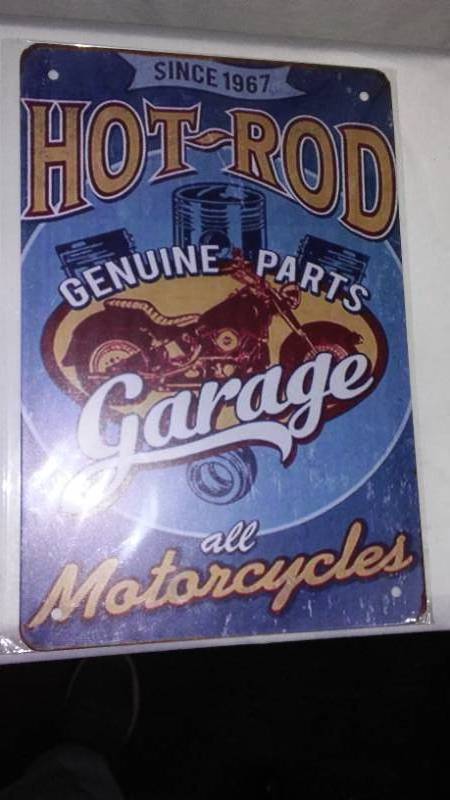 SINCE 1967
HOT~ROD
GENUINE PARTS
Garage
all
Motorcycles